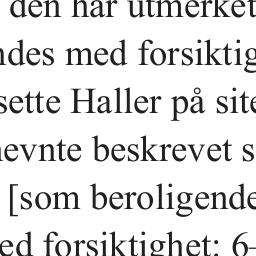 den har utmerket
ndes med forsiktig
sette Haller på site
nevnte beskrevet s
[som beroligende
ed forsiktighet: 6-